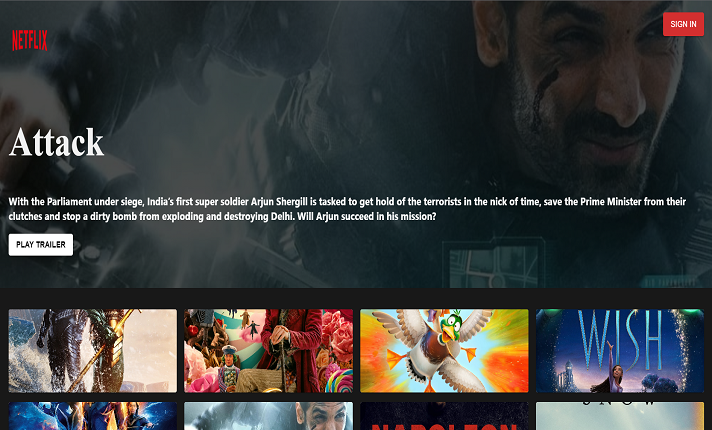 SIGN IN
NETFLIX
Attack
With the Parliament under siege, India's first super soldier Arjun Shergill is tasked to get hold of the terrorists in the nick of time, save the Prime Minister from their
clutches and stop a dirty bomb from exploding and destroying Delhi. Will Arjun succeed in his mission?
PLAY TRAILER
WISH
SNOW
NAPOLEON